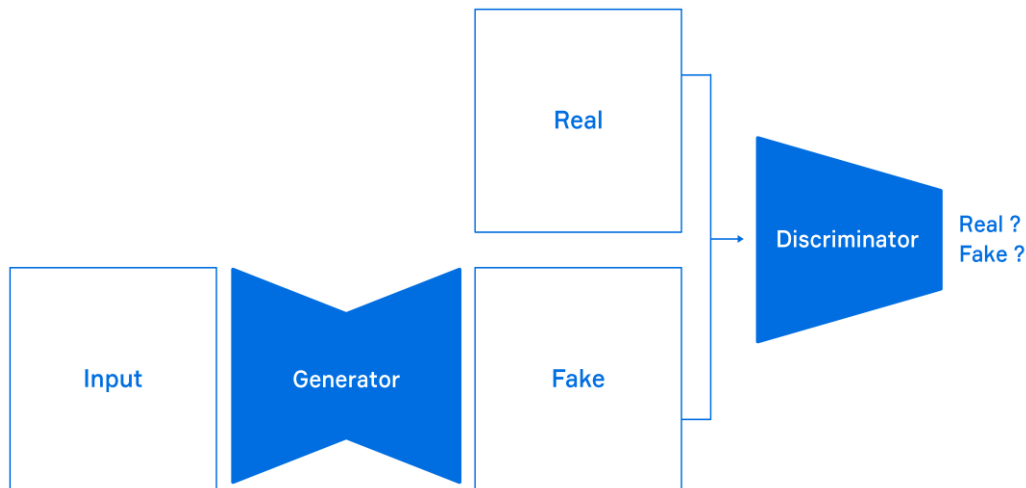 Real
Discriminator
Real ?
Fake ?
Input
Generator
Fake